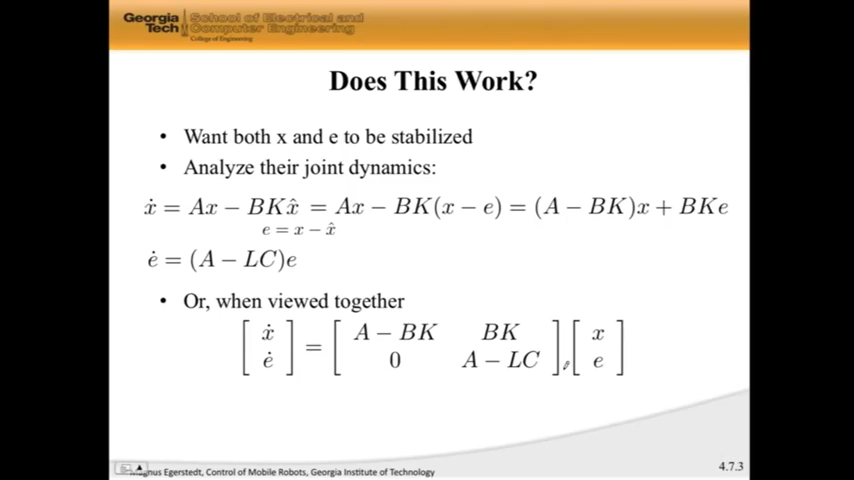 Georgia Tech School of Electrical and Computer Engineering
College of Engineering
Does This Work?
• Want both x and e to be stabilized
• Analyze their joint dynamics:
ẋ = Ax − BKx̂ = Ax − BK(x − e) = (A − BK)x + BKe
e = x − x̂
ė = (A − LC)e
• Or, when viewed together
[ ẋ ] = [ A − BK BK ] [ x ]
[ ė ] [ 0 A − LC ] [ e ]
Magnus Egerstedt, Control of Mobile Robots, Georgia Institute of Technology
4.7.3